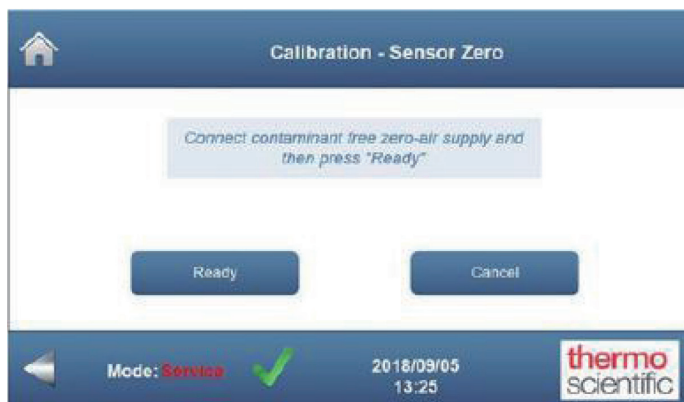 Calibration - Sensor Zero
Connect contaminant free zero-air supply and
then press "Ready"
Ready
Cancel
Mode: Service
2018/09/05
13:25
thermo
scientific